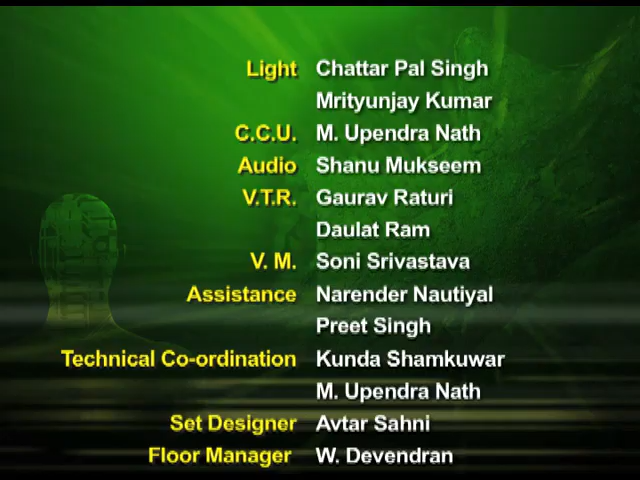 Light Chattar Pal Singh
Mrityunjay Kumar
C.C.U. M. Upendra Nath
Audio Shanu Mukseem
V.T.R. Gaurav Raturi
Daulat Ram
V. M. Soni Srivastava
Assistance Narender Nautiyal
Preet Singh
Technical Co-ordination Kunda Shamkuwar
M. Upendra Nath
Set Designer Avtar Sahni
Floor Manager W. Devendran